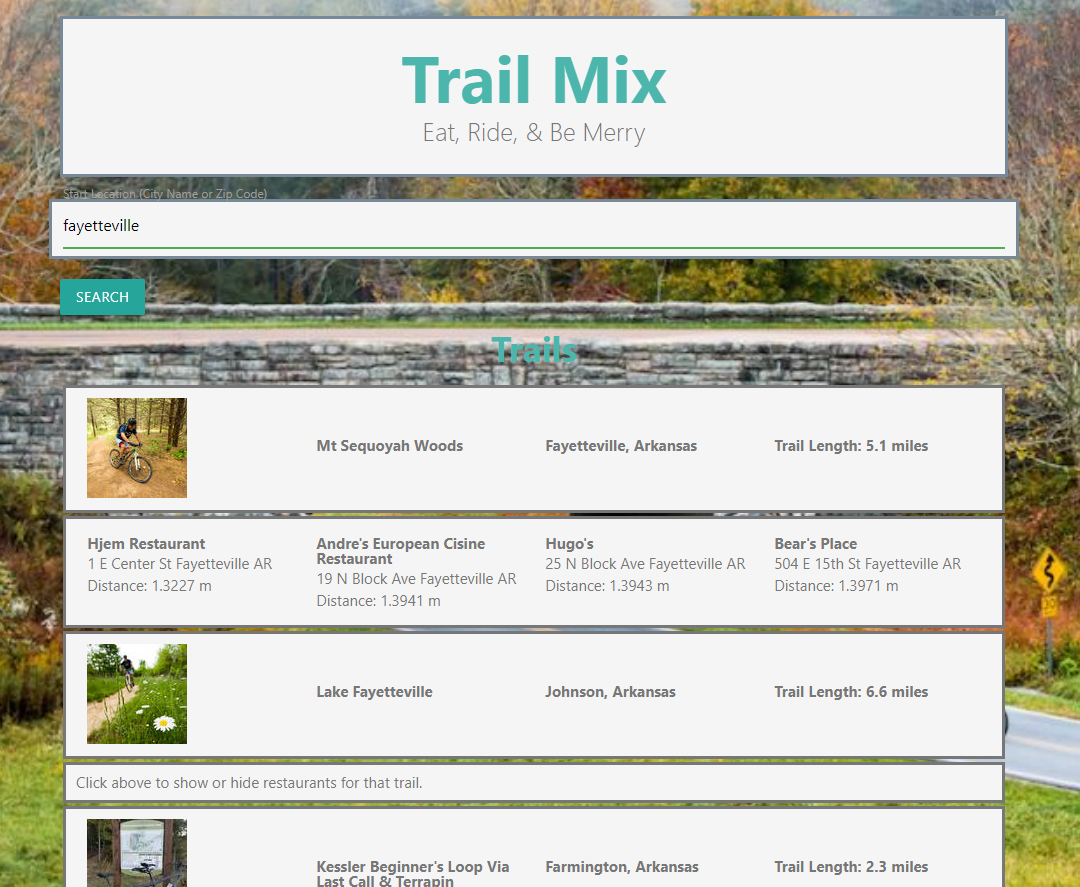 Trail Mix
Eat, Ride, & Be Merry
Start Location (City Name or Zip Code)
fayetteville
SEARCH
Trails
Mt Sequoyah Woods
Fayetteville, Arkansas
Trail Length: 5.1 miles
Hjem Restaurant
1 E Center St Fayetteville AR
Distance: 1.3227 m
Andre's European Cisine
Restaurant
19 N Block Ave Fayetteville AR
Distance: 1.3941 m
Hugo's
25 N Block Ave Fayetteville AR
Distance: 1.3943 m
Bear's Place
504 E 15th St Fayetteville AR
Distance: 1.3971 m
Lake Fayetteville
Johnson, Arkansas
Trail Length: 6.6 miles
Click above to show or hide restaurants for that trail.
Kessler Beginner's Loop Via
Last Call & Terrapin
Farmington, Arkansas
Trail Length: 2.3 miles